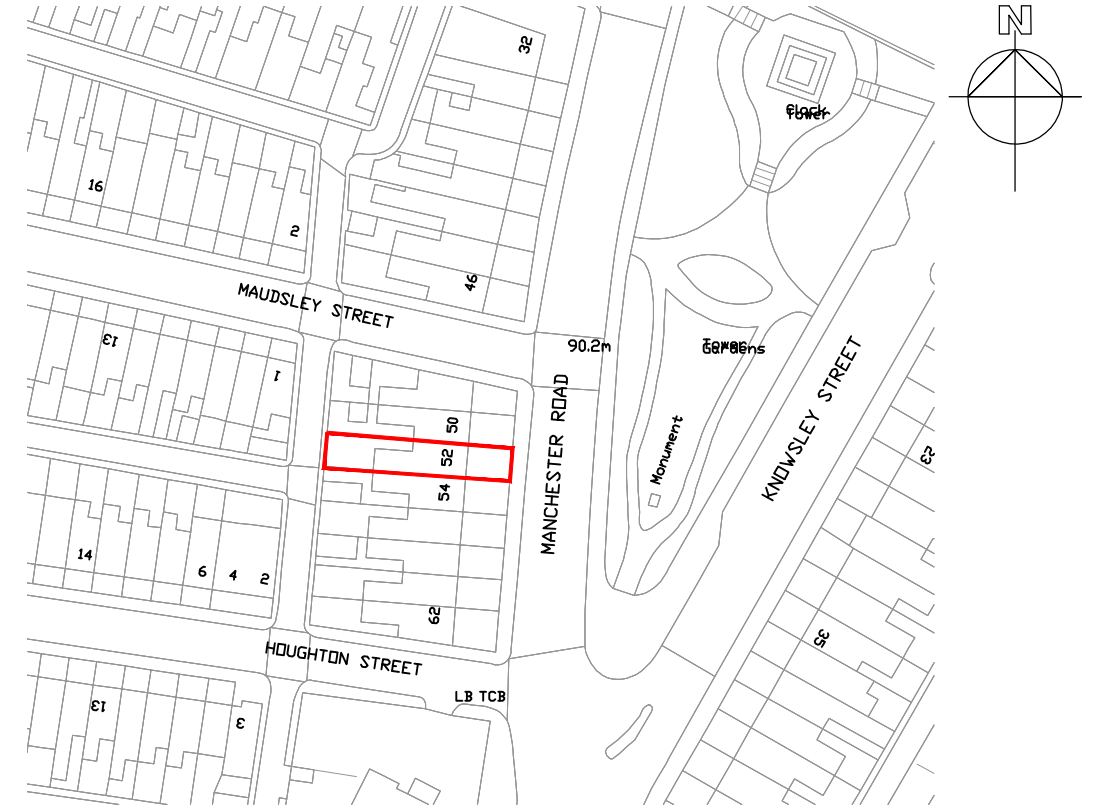 N
32
Clock
Tower
16
2
46
MAUDSLEY STREET
13
90.2m
Tower
Gardens
1
KNOWSLEY STREET
MANCHESTER ROAD
50
Monument
52
23
54
14
6
4
2
62
35
HOUGHTON STREET
LB TCB
13
3